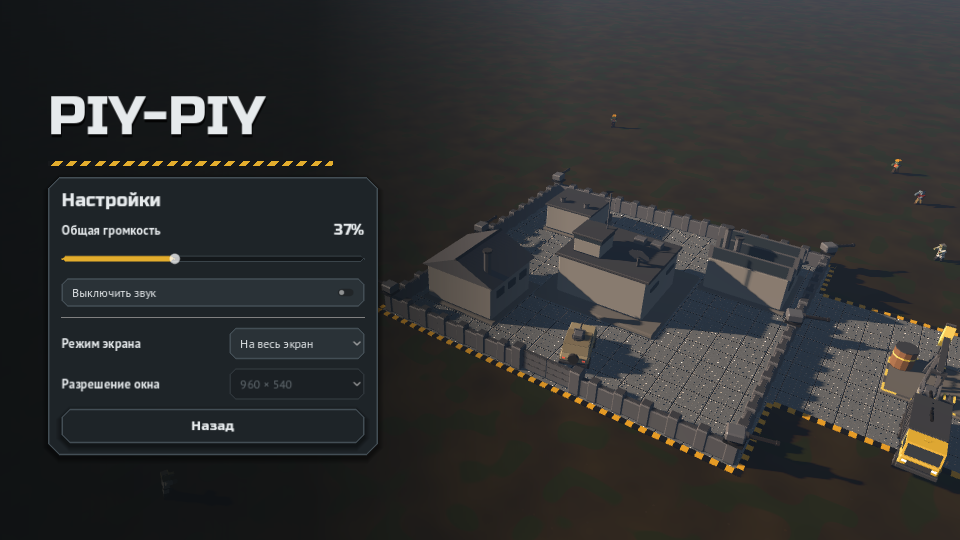 PIY-PIY
Настройки
Общая громкость 37%
Выключить звук
Режим экрана На весь экран
Разрешение окна 960 × 540
Назад